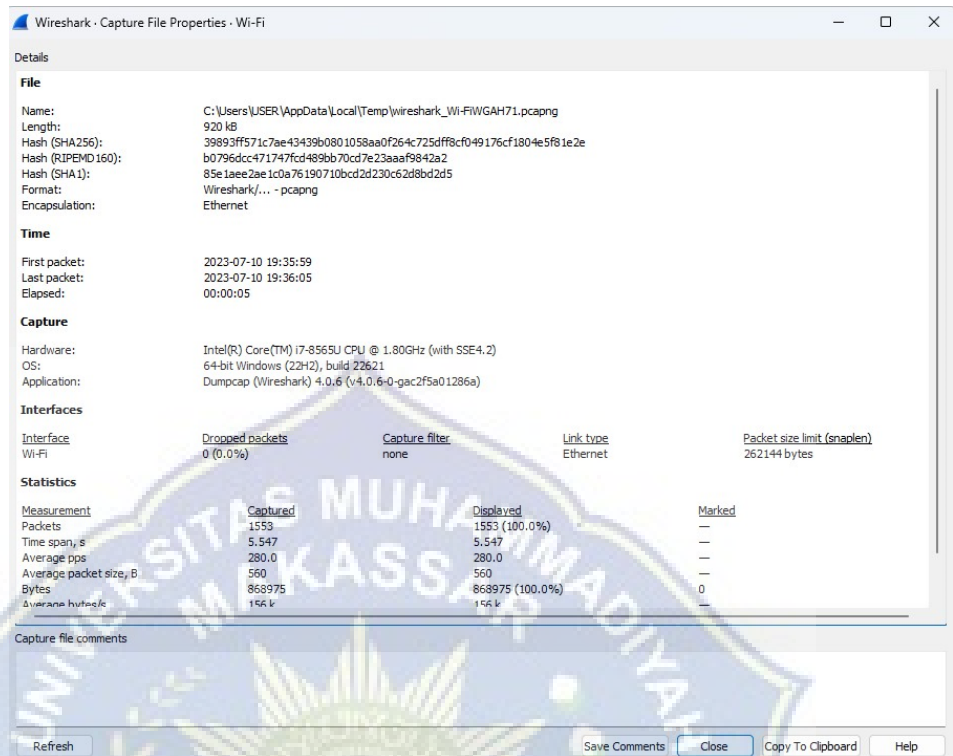 Wireshark · Capture File Properties · Wi-Fi
Details
File
Name: C:\Users\USER\AppData\Local\Temp\wireshark_Wi-FiWGAH71.pcapng
Length: 920 kB
Hash (SHA256): 39893ff571c7ae43439b0801058aa0f264c725dff8cf049176cf1804e5f81e2e
Hash (RIPEMD160): b0796dcc471747fcd489bb70cd7e23aaaf9842a2
Hash (SHA1): 85e1aee2ae1c0a76190710bcd2d230c62d8bd2d5
Format: Wireshark/... - pcapng
Encapsulation: Ethernet
Time
First packet: 2023-07-10 19:35:59
Last packet: 2023-07-10 19:36:05
Elapsed: 00:00:05
Capture
Hardware: Intel(R) Core(TM) i7-8565U CPU @ 1.80GHz (with SSE4.2)
OS: 64-bit Windows (22H2), build 22621
Application: Dumpcap (Wireshark) 4.0.6 (v4.0.6-0-gac2f5a01286a)
Interfaces
Interface Dropped packets Capture filter Link type Packet size limit (snaplen)
Wi-Fi 0 (0.0%) none Ethernet 262144 bytes
Statistics
Measurement Captured Displayed Marked
Packets 1553 1553 (100.0%) —
Time span, s 5.547 5.547 —
Average pps 280.0 280.0 —
Average packet size, B 560 560 —
Bytes 868975 868975 (100.0%) 0
Average bytes/s 156 k 156 k —
Capture file comments
Refresh Save Comments Close Copy To Clipboard Help
UNIVERSITAS MUHAMMADIYAH
MAKASSAR